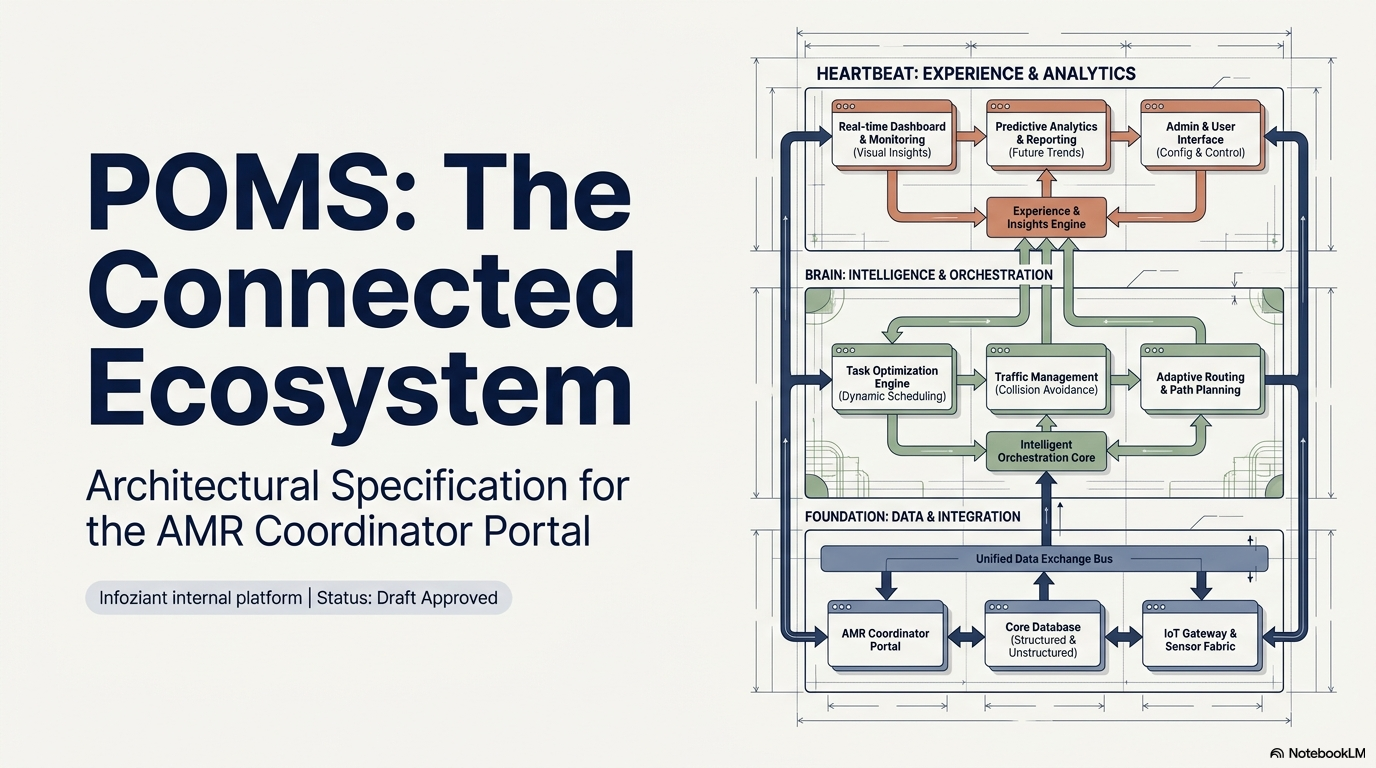 POMS: The
Connected
Ecosystem
Architectural Specification for
the AMR Coordinator Portal
Infoziant internal platform | Status: Draft Approved
HEARTBEAT: EXPERIENCE & ANALYTICS
Real-time Dashboard
& Monitoring
(Visual Insights)
Predictive Analytics
& Reporting
(Future Trends)
Admin & User
Interface
(Config & Control)
Experience &
Insights Engine
BRAIN: INTELLIGENCE & ORCHESTRATION
Task Optimization
Engine
(Dynamic Scheduling)
Traffic Management
(Collision Avoidance)
Adaptive Routing
& Path Planning
Intelligent
Orchestration Core
FOUNDATION: DATA & INTEGRATION
Unified Data Exchange Bus
AMR Coordinator
Portal
Core Database
(Structured &
Unstructured)
IoT Gateway &
Sensor Fabric
NotebookLM